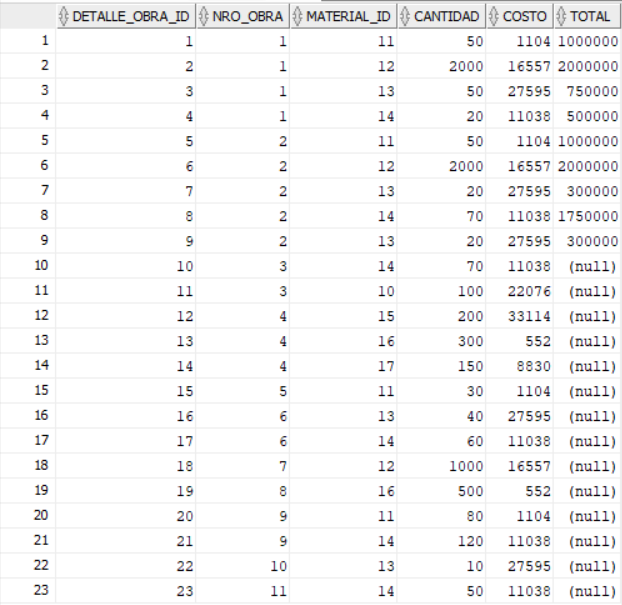 DETALLE_OBRA_ID NRO_OBRA MATERIAL_ID CANTIDAD COSTO TOTAL
1 1 1 11 50 1104 1000000
2 2 1 12 2000 16557 2000000
3 3 1 13 50 27595 750000
4 4 1 14 20 11038 500000
5 5 2 11 50 1104 1000000
6 6 2 12 2000 16557 2000000
7 7 2 13 20 27595 300000
8 8 2 14 70 11038 1750000
9 9 2 13 20 27595 300000
10 10 3 14 70 11038 (null)
11 11 3 10 100 22076 (null)
12 12 4 15 200 33114 (null)
13 13 4 16 300 552 (null)
14 14 4 17 150 8830 (null)
15 15 5 11 30 1104 (null)
16 16 6 13 40 27595 (null)
17 17 6 14 60 11038 (null)
18 18 7 12 1000 16557 (null)
19 19 8 16 500 552 (null)
20 20 9 11 80 1104 (null)
21 21 9 14 120 11038 (null)
22 22 10 13 10 27595 (null)
23 23 11 14 50 11038 (null)